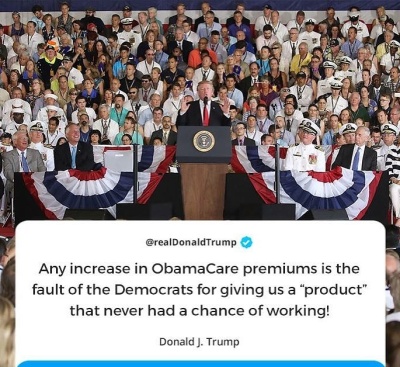 @realDonaldTrump
Any increase in ObamaCare premiums is the
fault of the Democrats for giving us a “product”
that never had a chance of working!
Donald J. Trump